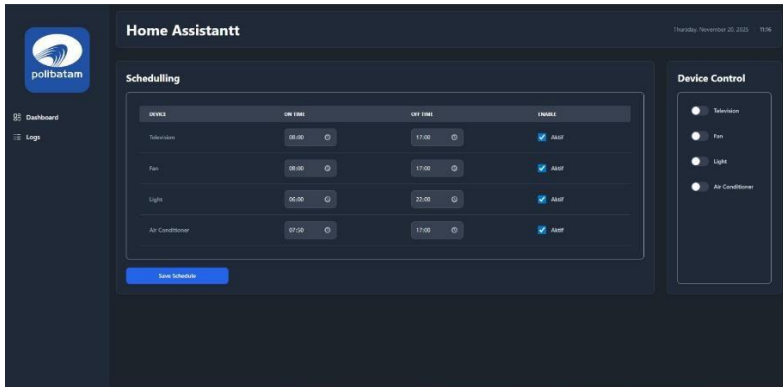 polibatam
Dashboard
Logs
Home Assistantt
Thursday, November 20, 2025 11:16
Schedulling
DEVICE ON TIME OFF TIME ENABLE
Television 08:00 17:00 Aktif
Fan 08:00 17:00 Aktif
Light 06:00 22:00 Aktif
Air Conditioner 07:50 17:00 Aktif
Save Schedule
Device Control
Television
Fan
Light
Air Conditioner